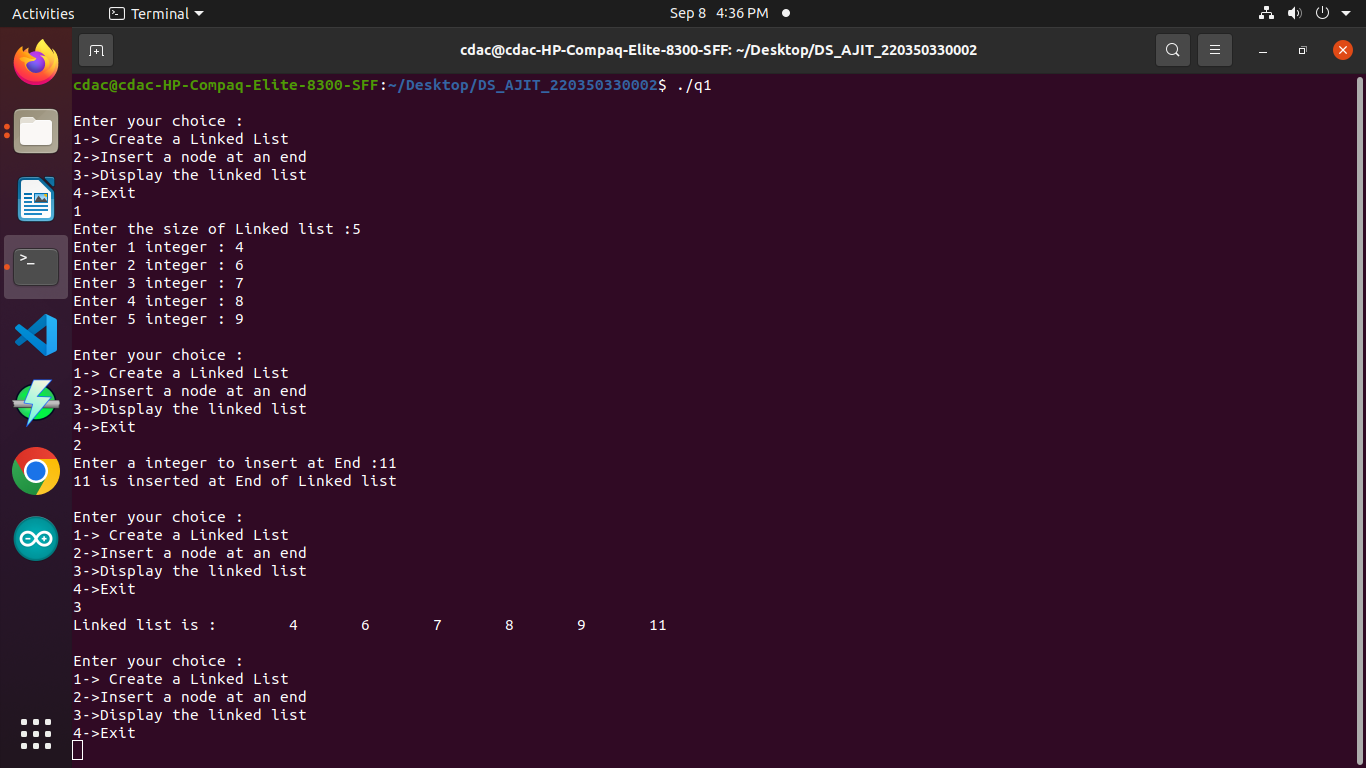 Activities Terminal Sep 8 4:36 PM
cdac@cdac-HP-Compaq-Elite-8300-SFF: ~/Desktop/DS_AJIT_220350330002
cdac@cdac-HP-Compaq-Elite-8300-SFF:~/Desktop/DS_AJIT_220350330002$ ./q1

Enter your choice :
1-> Create a Linked List
2->Insert a node at an end
3->Display the linked list
4->Exit
1
Enter the size of Linked list :5
Enter 1 integer : 4
Enter 2 integer : 6
Enter 3 integer : 7
Enter 4 integer : 8
Enter 5 integer : 9

Enter your choice :
1-> Create a Linked List
2->Insert a node at an end
3->Display the linked list
4->Exit
2
Enter a integer to insert at End :11
11 is inserted at End of Linked list

Enter your choice :
1-> Create a Linked List
2->Insert a node at an end
3->Display the linked list
4->Exit
3
Linked list is :        4       6       7       8       9       11

Enter your choice :
1-> Create a Linked List
2->Insert a node at an end
3->Display the linked list
4->Exit